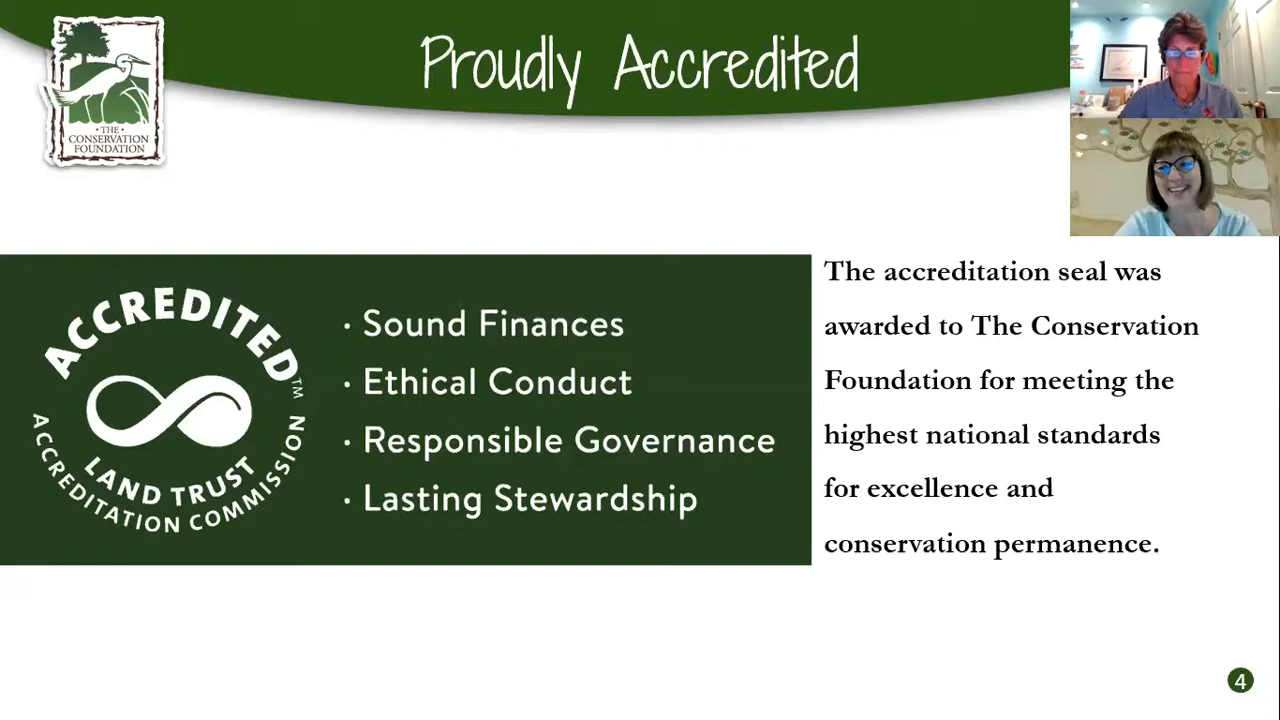 Proudly Accredited
· THE ·
CONSERVATION
FOUNDATION
ACCREDITED™
LAND TRUST
ACCREDITATION COMMISSION
· Sound Finances
· Ethical Conduct
· Responsible Governance
· Lasting Stewardship
The accreditation seal was
awarded to The Conservation
Foundation for meeting the
highest national standards
for excellence and
conservation permanence.
4